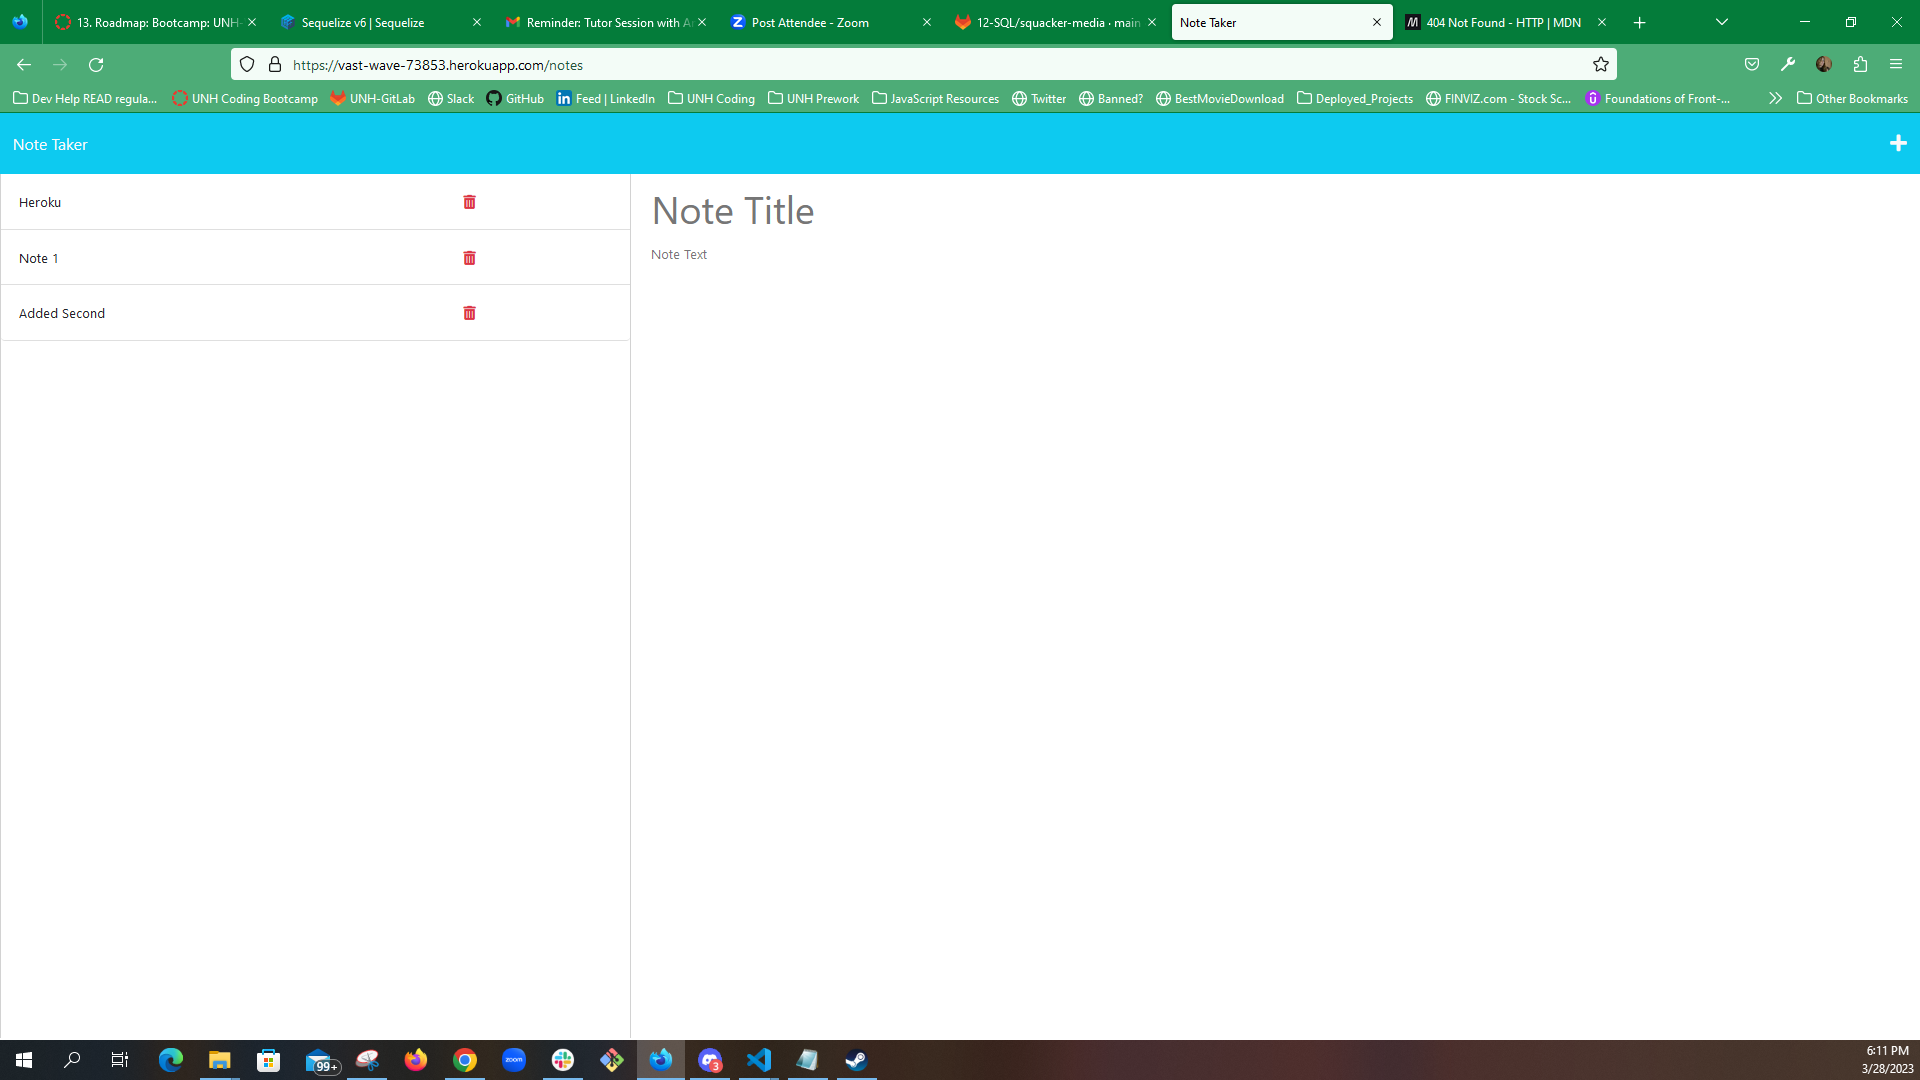 13. Roadmap: Bootcamp: UNH-
Sequelize v6 | Sequelize
Reminder: Tutor Session with A
Post Attendee - Zoom
12-SQL/squacker-media · main
Note Taker
404 Not Found - HTTP | MDN
https://vast-wave-73853.herokuapp.com/notes
Dev Help READ regula...
UNH Coding Bootcamp
UNH-GitLab
Slack
GitHub
Feed | LinkedIn
UNH Coding
UNH Prework
JavaScript Resources
Twitter
Banned?
BestMovieDownload
Deployed_Projects
FINVIZ.com - Stock Sc...
Foundations of Front-...
Other Bookmarks
Note Taker
Heroku
Note 1
Added Second
Note Title
Note Text
99+
zoom
3
6:11 PM
3/28/2023